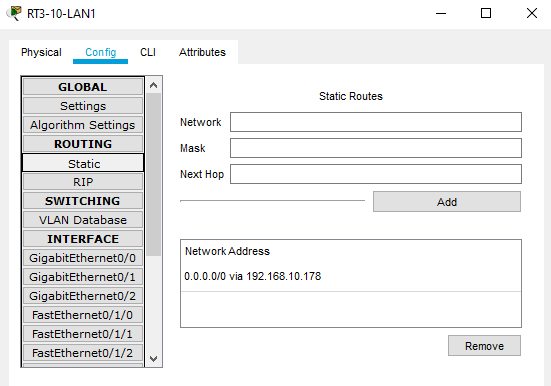 RT3-10-LAN1
Physical Config CLI Attributes
GLOBAL
Settings
Algorithm Settings
ROUTING
Static
RIP
SWITCHING
VLAN Database
INTERFACE
GigabitEthernet0/0
GigabitEthernet0/1
GigabitEthernet0/2
FastEthernet0/1/0
FastEthernet0/1/1
FastEthernet0/1/2
Static Routes
Network
Mask
Next Hop
Add
Network Address
0.0.0.0/0 via 192.168.10.178
Remove